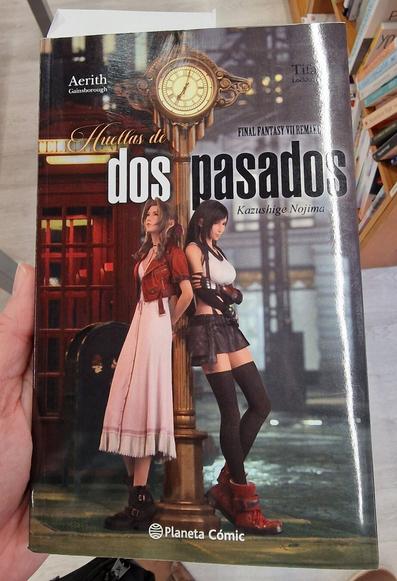 Aerith
Gainsborough
Huellas de
FINAL FANTASY VII REMAKE
dos pasados
Kazushige Nojima
Planeta Cómic